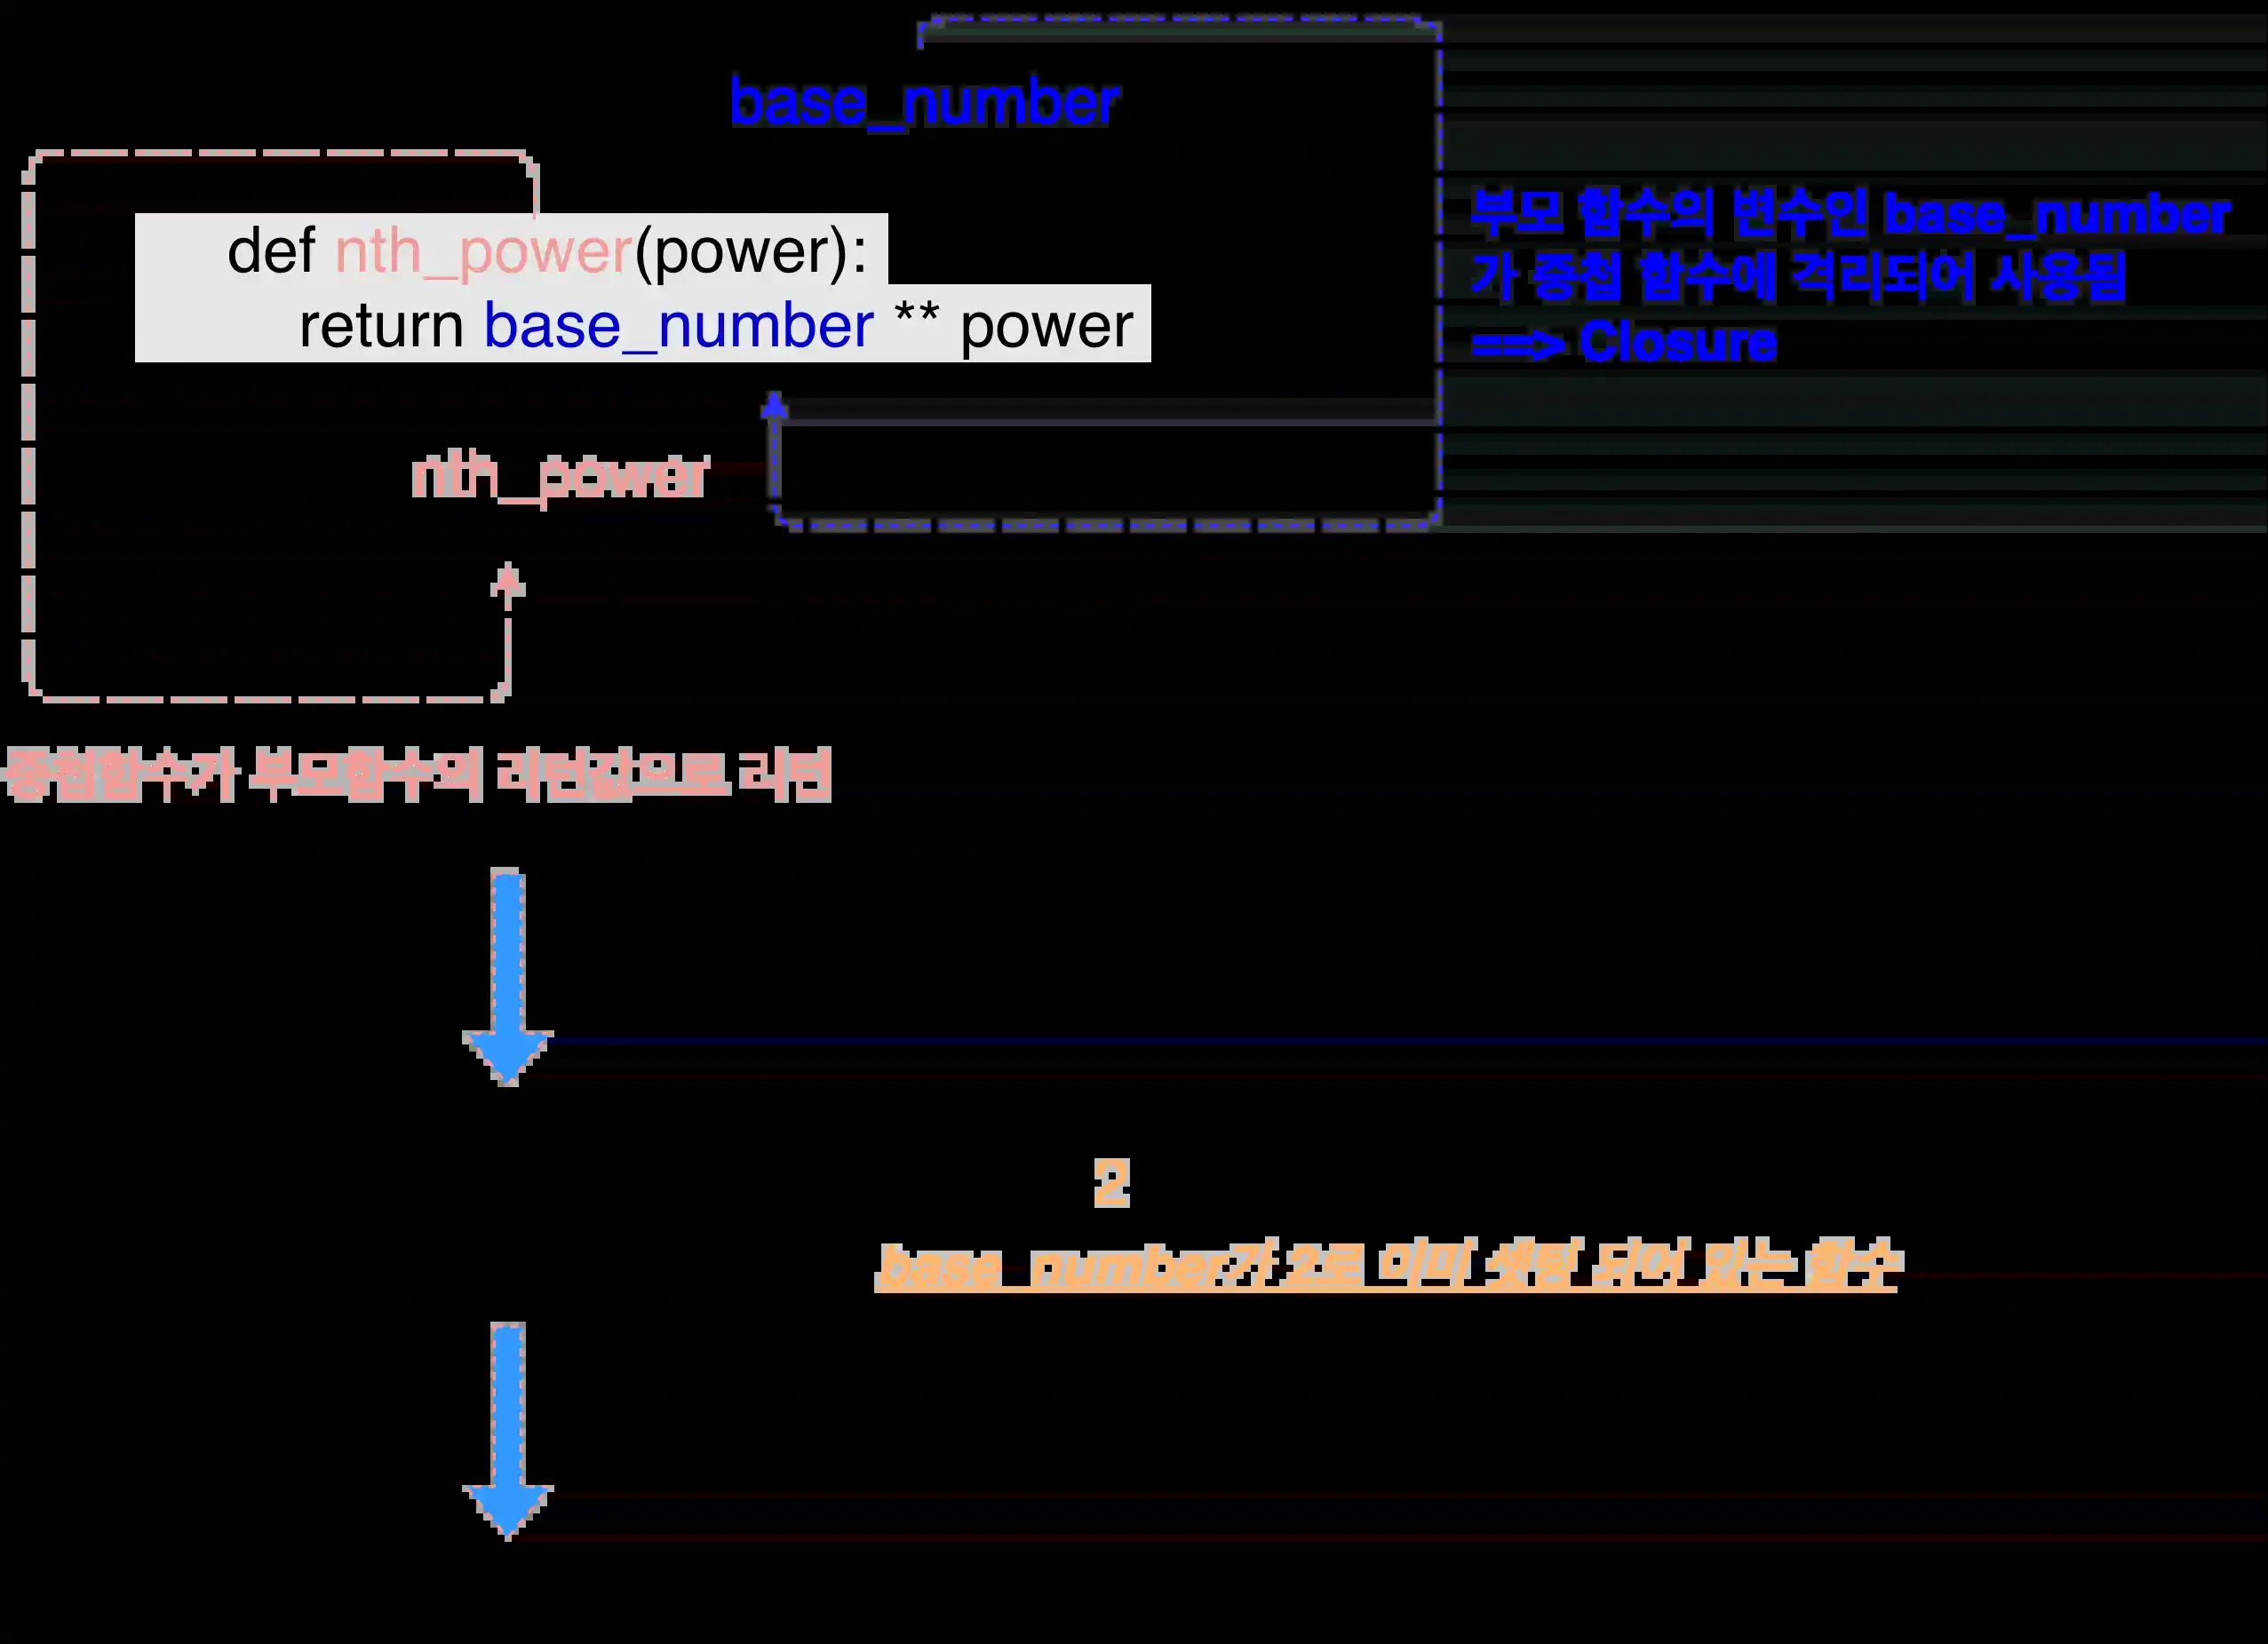 base_number
def nth_power(power):
return base_number ** power
부모 함수의 변수인 base_number
가 중첩 함수에 격리되어 사용됨
==> Closure
nth_power
중첩함수가 부모함수의 리턴값으로 리턴
2
base_number가 2로 이미 셋팅 되어 있는 함수